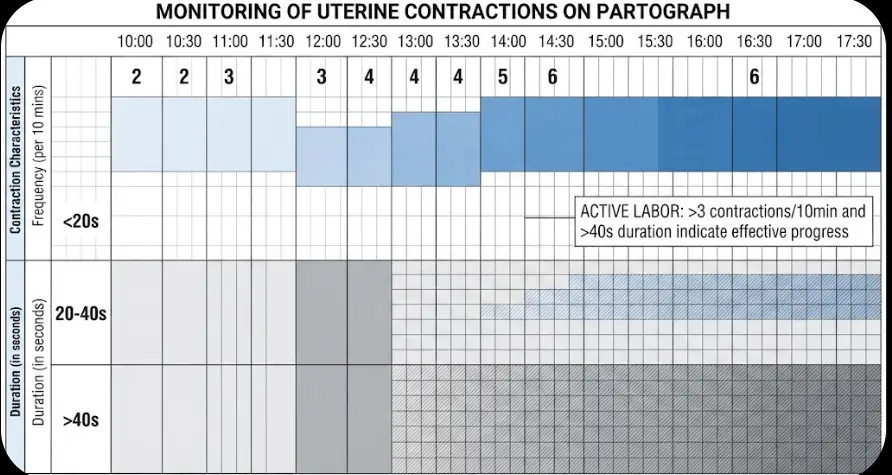 MONITORING OF UTERINE CONTRACTIONS ON PARTOGRAPH
10:00 10:30 11:00 11:30 12:00 12:30 13:00 13:30 14:00 14:30 15:00 15:30 16:00 16:30 17:00 17:30
2 2 3 3 4 4 4 5 6 6
Contraction Characteristics
Frequency (per 10 mins)
<20s
ACTIVE LABOR: >3 contractions/10min and
>40s duration indicate effective progress
Duration (in seconds)
Duration (in seconds)
20-40s
>40s